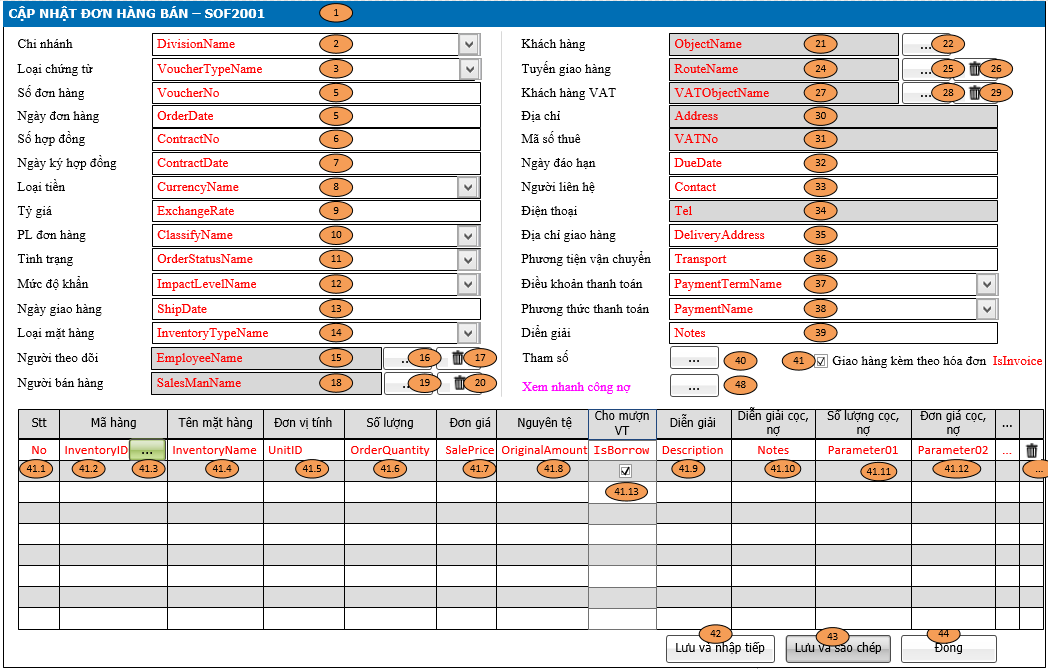 CẬP NHẬT ĐƠN HÀNG BÁN – SOF2001 1
Chi nhánh DivisionName 2
Loại chứng từ VoucherTypeName 3
Số đơn hàng VoucherNo 5
Ngày đơn hàng OrderDate 5
Số hợp đồng ContractNo 6
Ngày ký hợp đồng ContractDate 7
Loại tiền CurrencyName 8
Tỷ giá ExchangeRate 9
PL đơn hàng ClassifyName 10
Tình trạng OrderStatusName 11
Mức độ khẩn ImpactLevelName 12
Ngày giao hàng ShipDate 13
Loại mặt hàng InventoryTypeName 14
Người theo dõi EmployeeName 15 ... 16 17
Người bán hàng SalesManName 18 ... 19 20
Khách hàng ObjectName 21 ... 22
Tuyến giao hàng RouteName 24 ... 25 26
Khách hàng VAT VATObjectName 27 ... 28 29
Địa chỉ Address 30
Mã số thuê VATNo 31
Ngày đáo hạn DueDate 32
Người liên hệ Contact 33
Điện thoại Tel 34
Địa chỉ giao hàng DeliveryAddress 35
Phương tiện vận chuyển Transport 36
Điều khoản thanh toán PaymentTermName 37
Phương thức thanh toán PaymentName 38
Diễn giải Notes 39
Tham số ... 40 41 Giao hàng kèm theo hóa đơn IsInvoice
Xem nhanh công nợ ... 48
Stt Mã hàng Tên mặt hàng Đơn vị tính Số lượng Đơn giá Nguyên tệ Cho mượn VT Diễn giải Diễn giải cọc, nợ Số lượng cọc, nợ Đơn giá cọc, nợ ...
No InventoryID ... InventoryName UnitID OrderQuantity SalePrice OriginalAmount IsBorrow Description Notes Parameter01 Parameter02 ...
41.1 41.2 41.3 41.4 41.5 41.6 41.7 41.8 41.9 41.10 41.11 41.12 ...
41.13
42 43 44
Lưu và nhập tiếp Lưu và sao chép Đóng